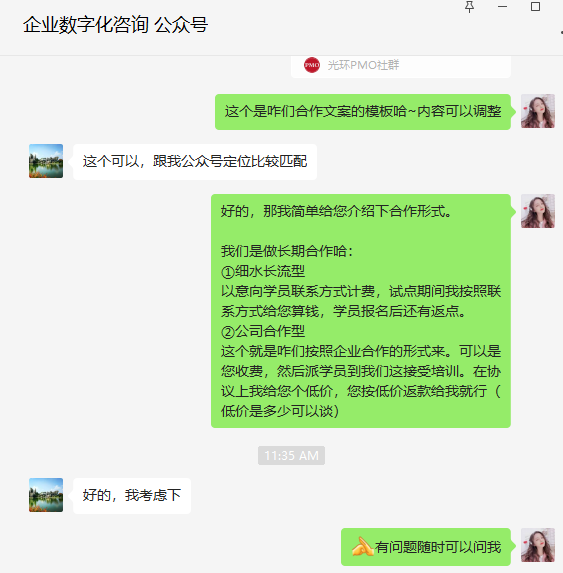 企业数字化咨询 公众号
PMO 光环PMO社群
这个是咱们合作文案的模板哈~内容可以调整
这个可以，跟我公众号定位比较匹配
好的，那我简单给您介绍下合作形式。
我们是做长期合作哈：
①细水长流型
以意向学员联系方式计费，试点期间我按照联
系方式给您算钱，学员报名后还有返点。
②公司合作型
这个就是咱们按照企业合作的形式来。可以是
您收费，然后派学员到我们这接受培训。在协
议上我给您个低价，您按低价返款给我就行（
低价是多少可以谈）
11:35 AM
好的，我考虑下
有问题随时可以问我